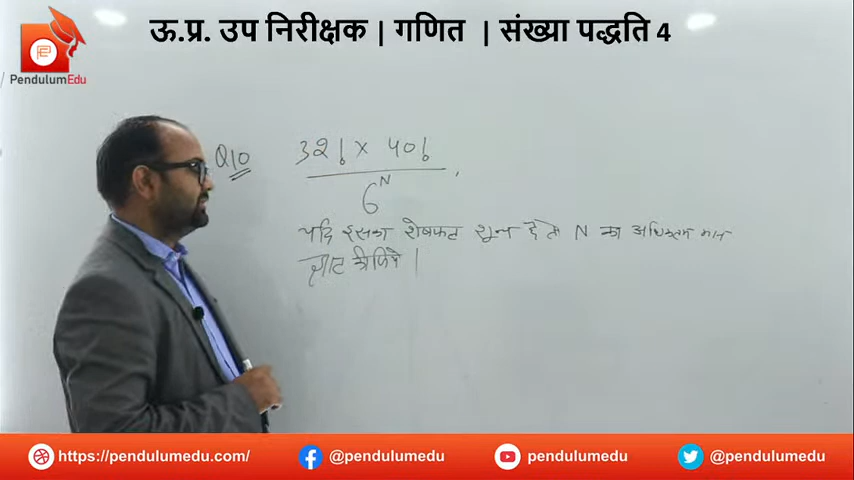 ऊ.प्र. उप निरीक्षक | गणित | संख्या पद्धति 4
PendulumEdu
Q10
32! × 40!
6^N
यदि इसका शेषफल शून्य है तो N का अधिकतम मान
ज्ञात कीजिये |
https://pendulumedu.com/
@pendulumedu
pendulumedu
@pendulumedu